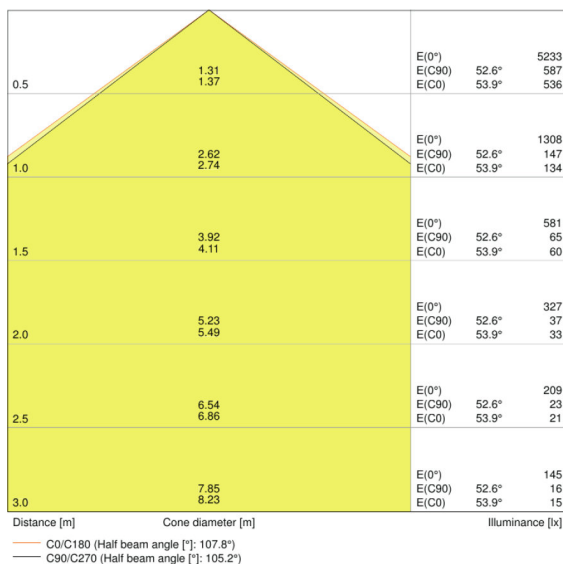 E(0°) 5233
1.31 E(C90) 52.6° 587
0.5 1.37 E(C0) 53.9° 536
E(0°) 1308
2.62 E(C90) 52.6° 147
1.0 2.74 E(C0) 53.9° 134
E(0°) 581
3.92 E(C90) 52.6° 65
1.5 4.11 E(C0) 53.9° 60
E(0°) 327
5.23 E(C90) 52.6° 37
2.0 5.49 E(C0) 53.9° 33
E(0°) 209
6.54 E(C90) 52.6° 23
2.5 6.86 E(C0) 53.9° 21
E(0°) 145
7.85 E(C90) 52.6° 16
3.0 8.23 E(C0) 53.9° 15
Distance [m] Cone diameter [m] Illuminance [lx]
C0/C180 (Half beam angle [°]: 107.8°)
C90/C270 (Half beam angle [°]: 105.2°)